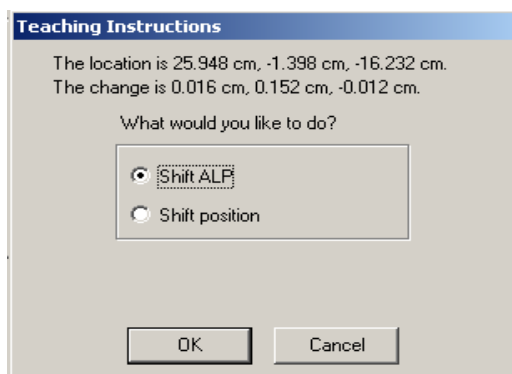 Teaching Instructions
The location is 25.948 cm, -1.398 cm, -16.232 cm.
The change is 0.016 cm, 0.152 cm, -0.012 cm.
What would you like to do?
Shift ALP
Shift position
OK Cancel